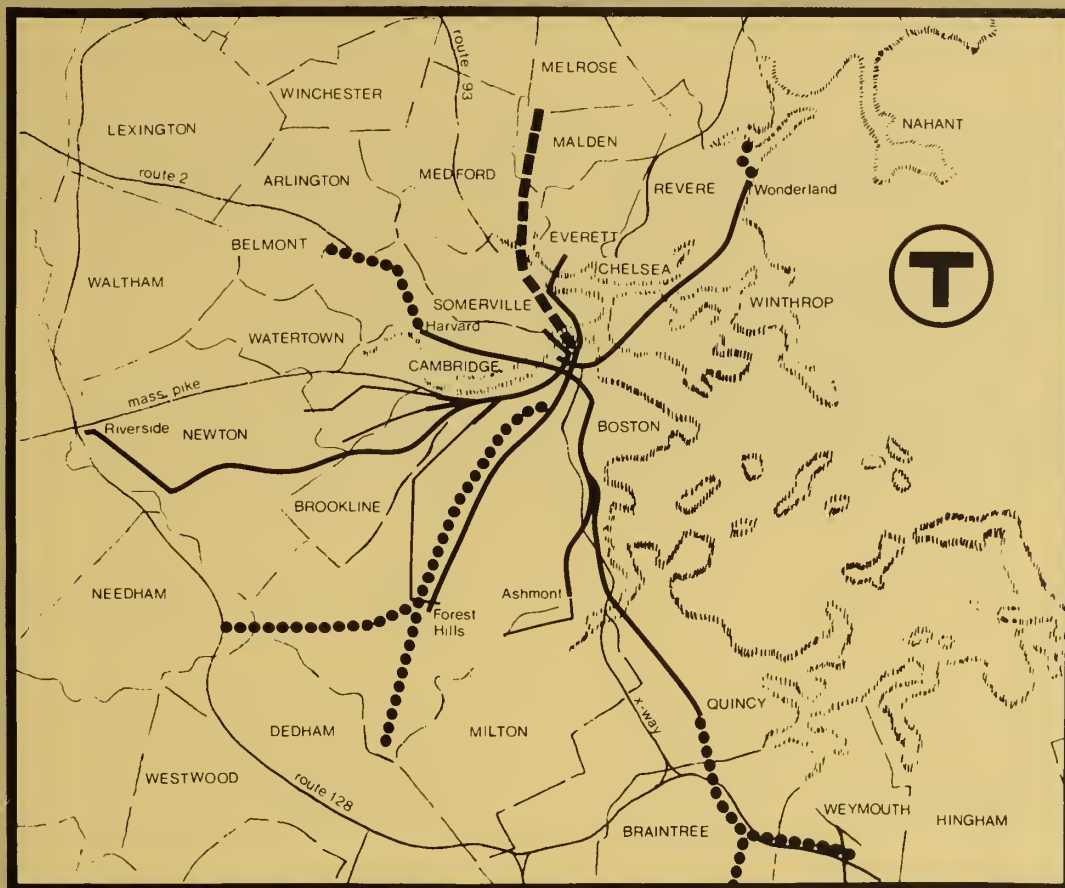 MELROSE
WINCHESTER
route 93
LEXINGTON
NAHANT
MALDEN
route 2
ARLINGTON
MEDFORD
REVERE
Wonderland
EVERETT
BELMONT
CHELSEA
T
WALTHAM
SOMERVILLE
WINTHROP
Harvard
WATERTOWN
CAMBRIDGE
mass. pike
Riverside
NEWTON
BOSTON
BROOKLINE
NEEDHAM
Ashmont
Forest
Hills
QUINCY
DEDHAM
MILTON
x-way
WESTWOOD
route 128
WEYMOUTH
HINGHAM
BRAINTREE